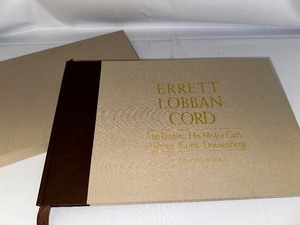 ERRETT
LOBBAN
CORD
His Empire, His Motor Cars
Auburn Cord Duesenberg